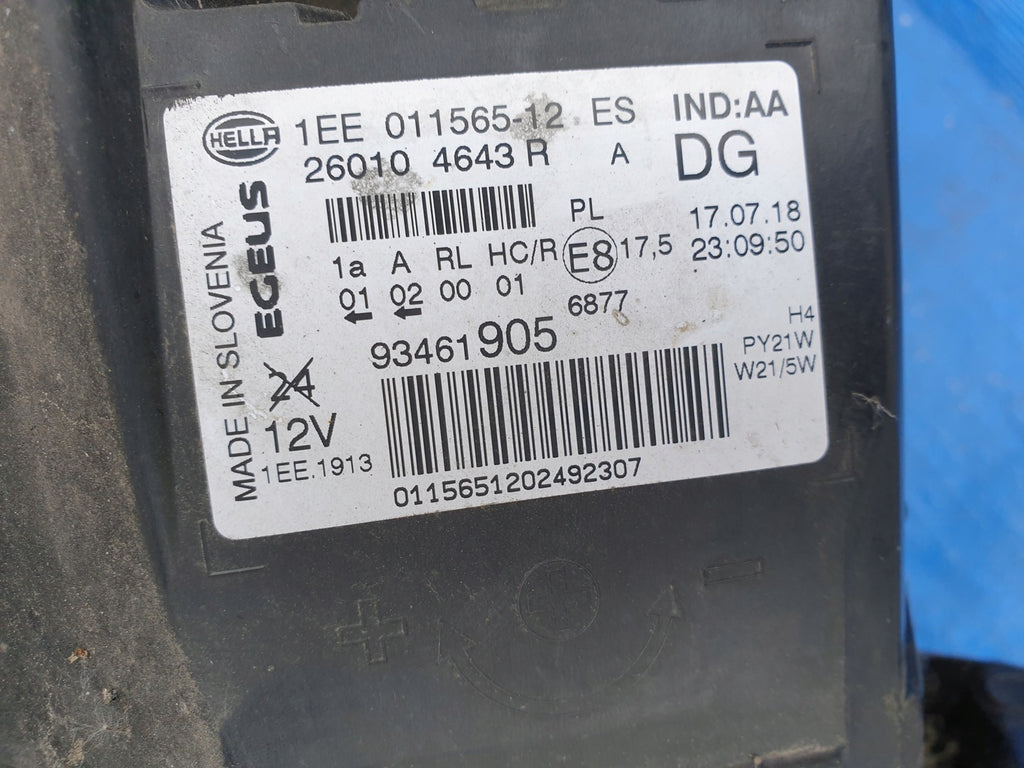 HELLA 1EE 011565-12 ES IND:AA
26010 4643 R A DG
PL 17.07.18
1a A RL HC/R E8 17,5 23:09:50
01 02 00 01 6877
93461905
H4
PY21W
W21/5W
24
12V
1EE.1913
0115651202492307
MADE IN SLOVENIA
EGEUS